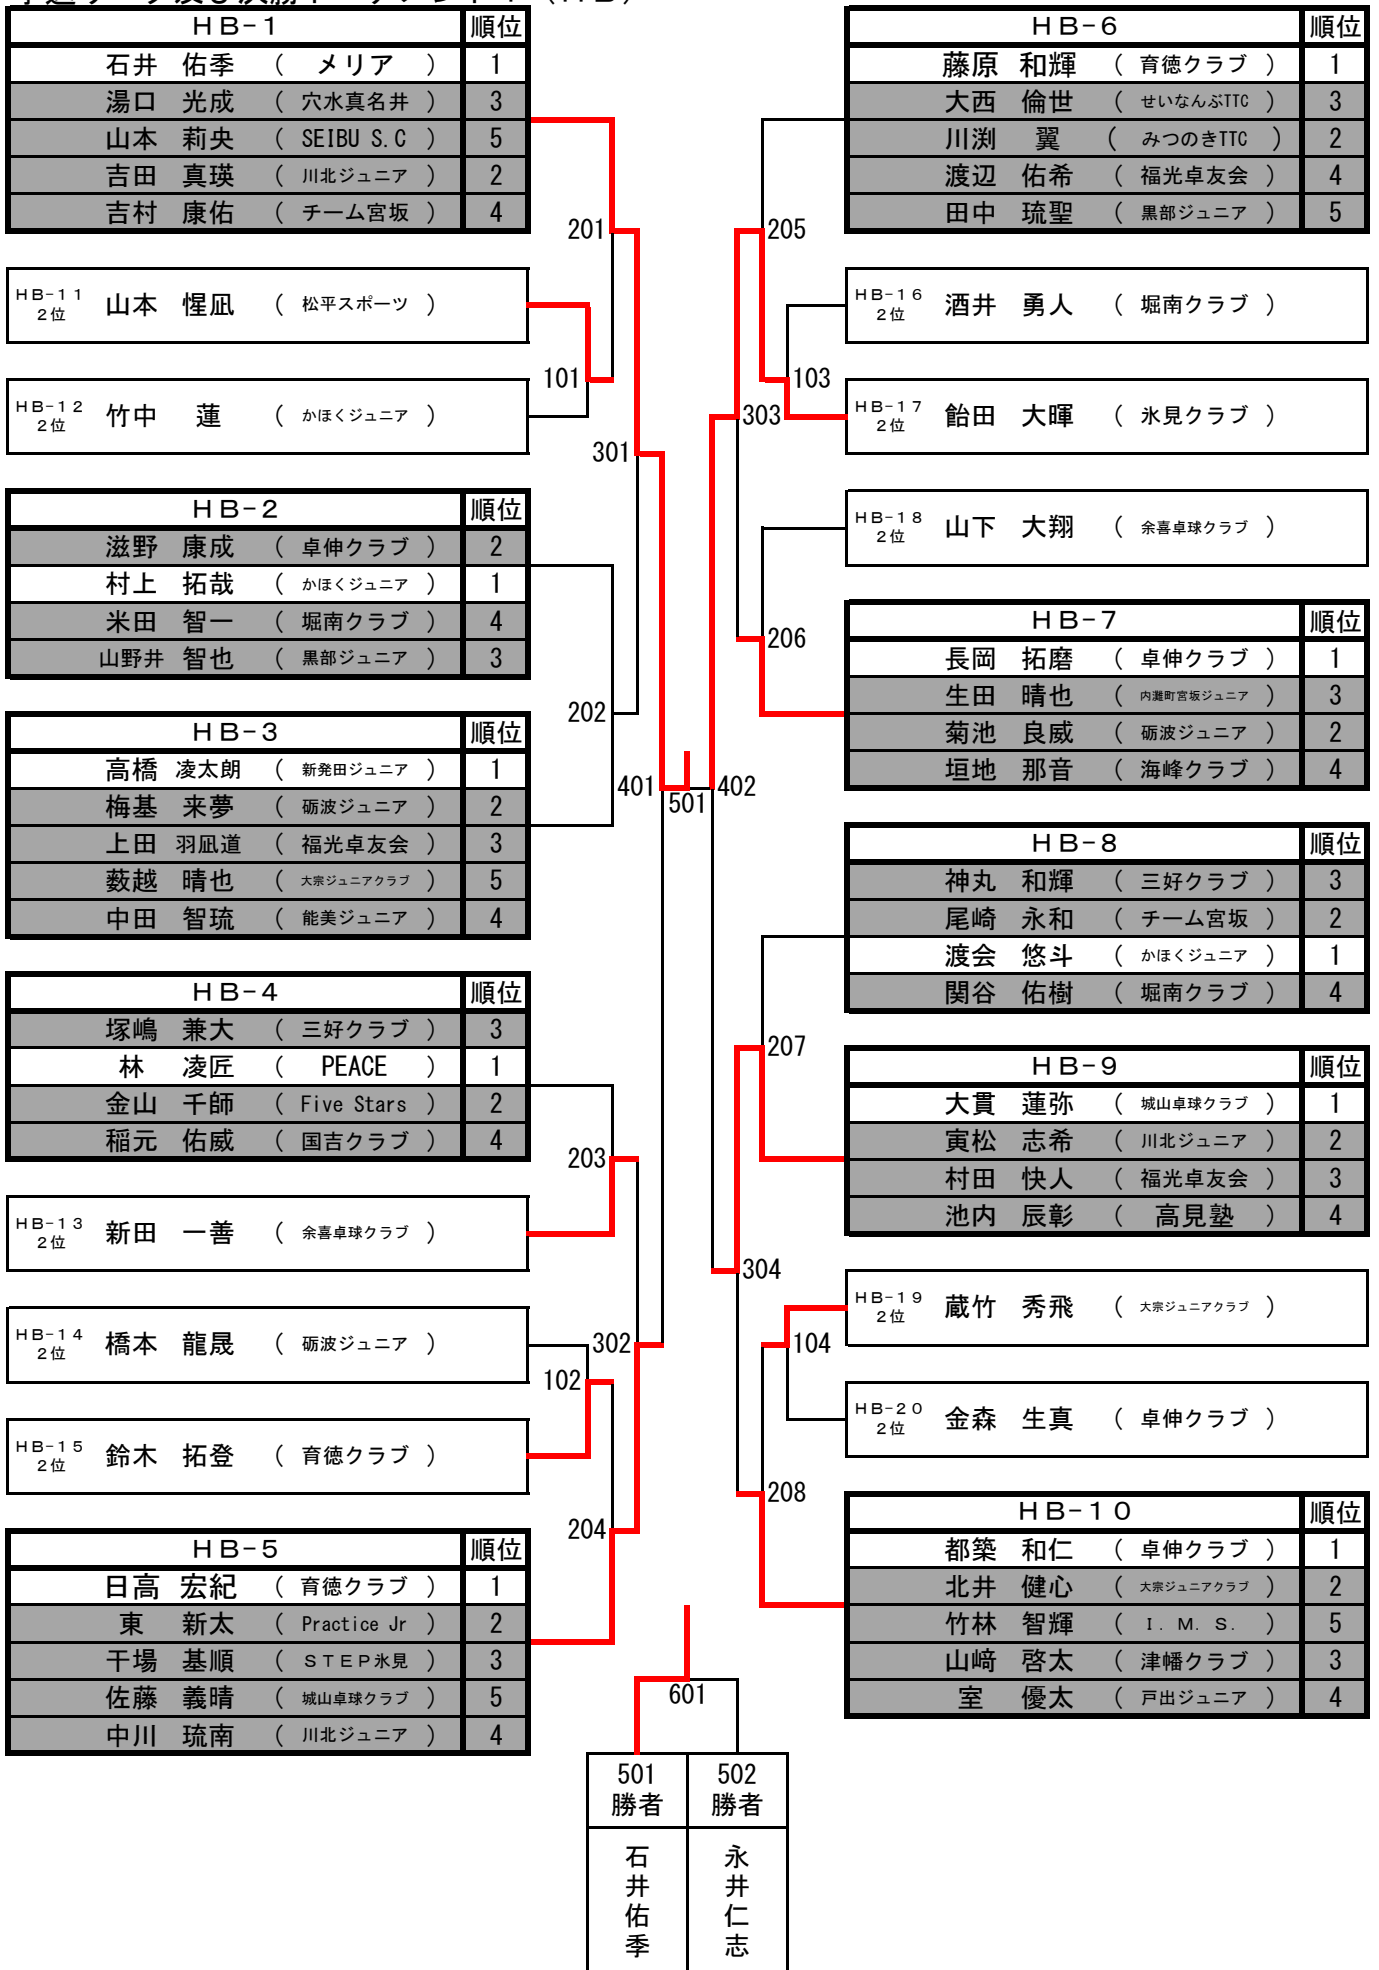 HB-1 順位
石井 佑季 ( メリア ) 1
湯口 光成 ( 穴水真名井 ) 3
山本 莉央 ( SEIBU S.C ) 5
吉田 真瑛 ( 川北ジュニア ) 2
吉村 康佑 ( チーム宮坂 ) 4
201
HB-11 2位 山本 惺凪 ( 松平スポーツ )
101
HB-12 2位 竹中 蓮 ( かほくジュニア )
301
HB-2 順位
滋野 康成 ( 卓伸クラブ ) 2
村上 拓哉 ( かほくジュニア ) 1
米田 智一 ( 堀南クラブ ) 4
山野井 智也 ( 黒部ジュニア ) 3
202
HB-3 順位
高橋 凌太朗 ( 新発田ジュニア ) 1
梅基 来夢 ( 砺波ジュニア ) 2
上田 羽凪道 ( 福光卓友会 ) 3
薮越 晴也 ( 大宗ジュニアクラブ ) 5
中田 智琉 ( 能美ジュニア ) 4
401
501
402
HB-4 順位
塚嶋 兼大 ( 三好クラブ ) 3
林 凌匠 ( PEACE ) 1
金山 千師 ( Five Stars ) 2
稲元 佑威 ( 国吉クラブ ) 4
203
HB-13 2位 新田 一善 ( 余喜卓球クラブ )
HB-14 2位 橋本 龍晟 ( 砺波ジュニア )
302
102
HB-15 2位 鈴木 拓登 ( 育徳クラブ )
204
HB-5 順位
日高 宏紀 ( 育徳クラブ ) 1
東 新太 ( Practice Jr ) 2
干場 基順 ( STEP氷見 ) 3
佐藤 義晴 ( 城山卓球クラブ ) 5
中川 琉南 ( 川北ジュニア ) 4
HB-6 順位
藤原 和輝 ( 育徳クラブ ) 1
大西 倫世 ( せいなんぶTTC ) 3
川渕 翼 ( みつのきTTC ) 2
渡辺 佑希 ( 福光卓友会 ) 4
田中 琉聖 ( 黒部ジュニア ) 5
205
HB-16 2位 酒井 勇人 ( 堀南クラブ )
103
HB-17 2位 飴田 大暉 ( 氷見クラブ )
303
HB-18 2位 山下 大翔 ( 余喜卓球クラブ )
206
HB-7 順位
長岡 拓磨 ( 卓伸クラブ ) 1
生田 晴也 ( 内灘町宮坂ジュニア ) 3
菊池 良威 ( 砺波ジュニア ) 2
垣地 那音 ( 海峰クラブ ) 4
HB-8 順位
神丸 和輝 ( 三好クラブ ) 3
尾崎 永和 ( チーム宮坂 ) 2
渡会 悠斗 ( かほくジュニア ) 1
関谷 佑樹 ( 堀南クラブ ) 4
207
HB-9 順位
大貫 蓮弥 ( 城山卓球クラブ ) 1
寅松 志希 ( 川北ジュニア ) 2
村田 快人 ( 福光卓友会 ) 3
池内 辰彰 ( 高見塾 ) 4
304
HB-19 2位 蔵竹 秀飛 ( 大宗ジュニアクラブ )
104
HB-20 2位 金森 生真 ( 卓伸クラブ )
208
HB-10 順位
都築 和仁 ( 卓伸クラブ ) 1
北井 健心 ( 大宗ジュニアクラブ ) 2
竹林 智輝 ( I. M. S. ) 5
山﨑 啓太 ( 津幡クラブ ) 3
室 優太 ( 戸出ジュニア ) 4
601
501 勝者
502 勝者
石井佑季
永井仁志